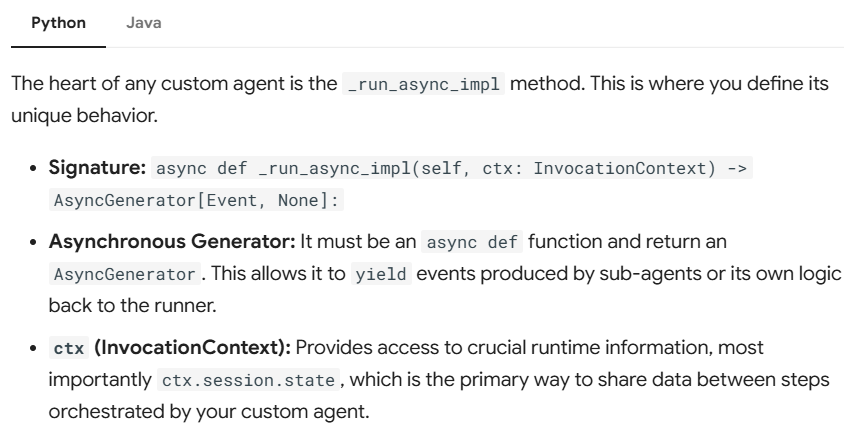 Python Java
The heart of any custom agent is the _run_async_impl method. This is where you define its
unique behavior.
• Signature: async def _run_async_impl(self, ctx: InvocationContext) ->
AsyncGenerator[Event, None]:
• Asynchronous Generator: It must be an async def function and return an
AsyncGenerator. This allows it to yield events produced by sub-agents or its own logic
back to the runner.
• ctx (InvocationContext): Provides access to crucial runtime information, most
importantly ctx.session.state, which is the primary way to share data between steps
orchestrated by your custom agent.